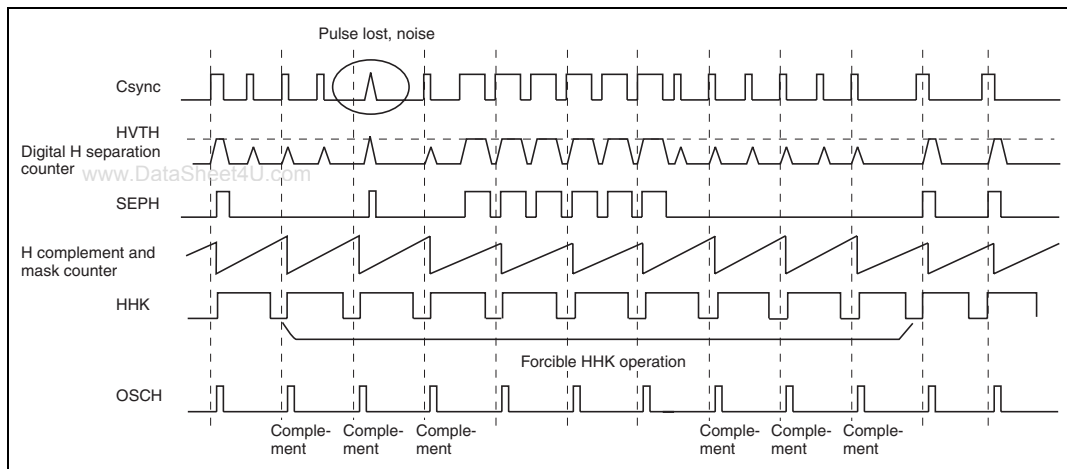 Pulse lost, noise
Csync
HVTH
Digital H separation
counter
www.DataSheet4U.com
SEPH
H complement and
mask counter
HHK
Forcible HHK operation
OSCH
Comple-
ment
Comple-
ment
Comple-
ment
Comple-
ment
Comple-
ment
Comple-
ment